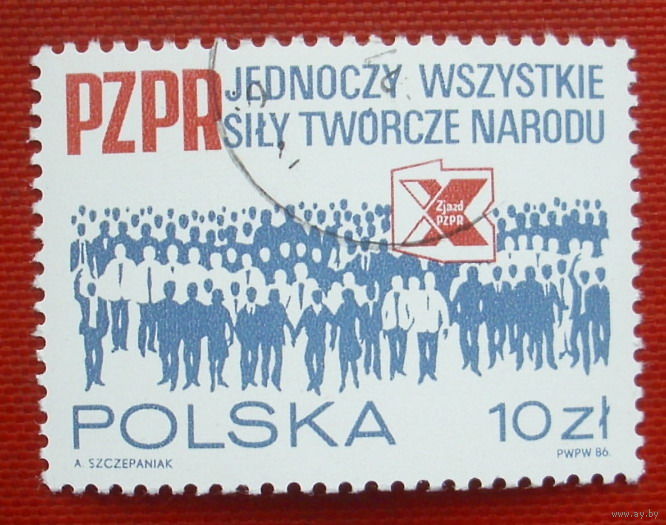 PZPR JEDNOCZY WSZYSTKIE
SIŁY TWÓRCZE NARODU
X
Zjazd
PZPR
POLSKA 10 zł
A. SZCZEPANIAK PWPW 86.
www.ay.by